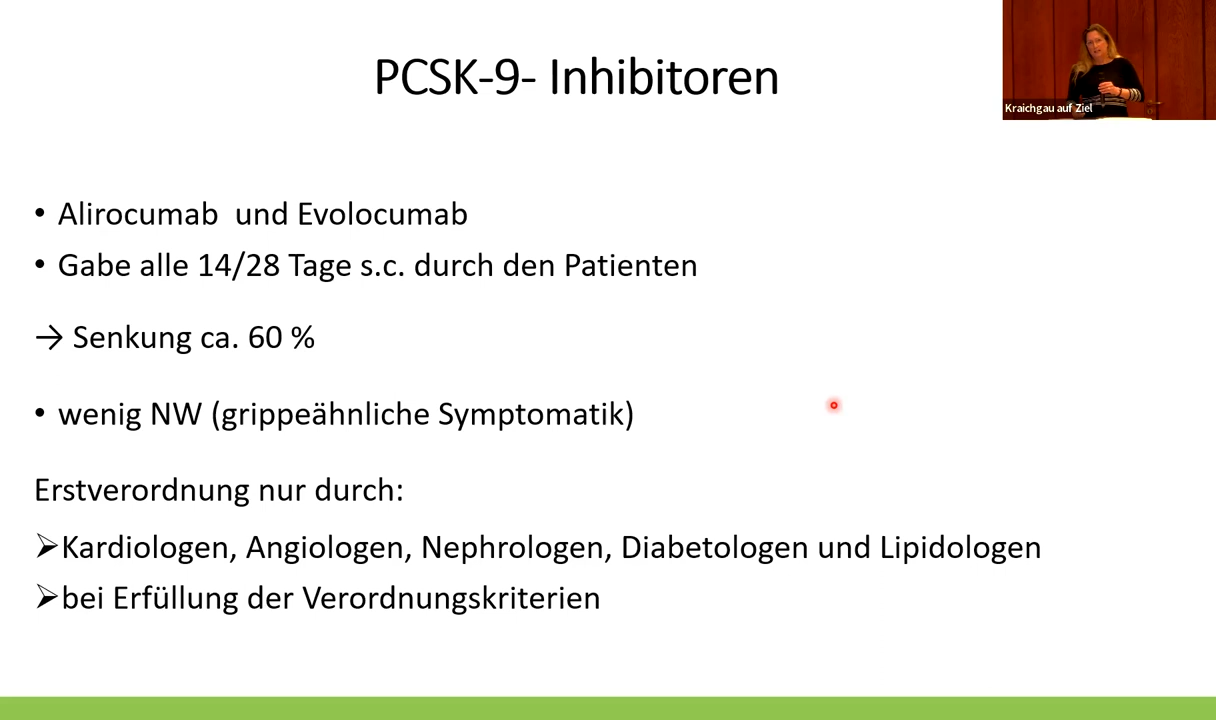 PCSK-9- Inhibitoren
Kraichgau auf Ziel
• Alirocumab  und Evolocumab
• Gabe alle 14/28 Tage s.c. durch den Patienten
→ Senkung ca. 60 %
• wenig NW (grippeähnliche Symptomatik)
Erstverordnung nur durch:
➢Kardiologen, Angiologen, Nephrologen, Diabetologen und Lipidologen
➢bei Erfüllung der Verordnungskriterien